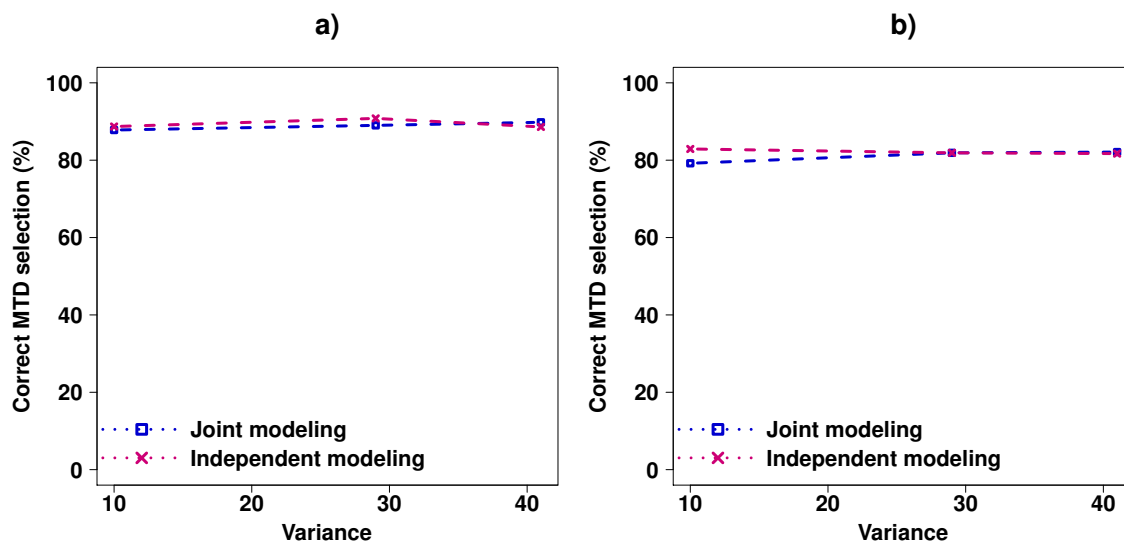 a)
Correct MTD selection (%)
100
80
60
40
20
0
Joint modeling
Independent modeling
10 20 30 40
Variance
b)
Correct MTD selection (%)
100
80
60
40
20
0
Joint modeling
Independent modeling
10 20 30 40
Variance